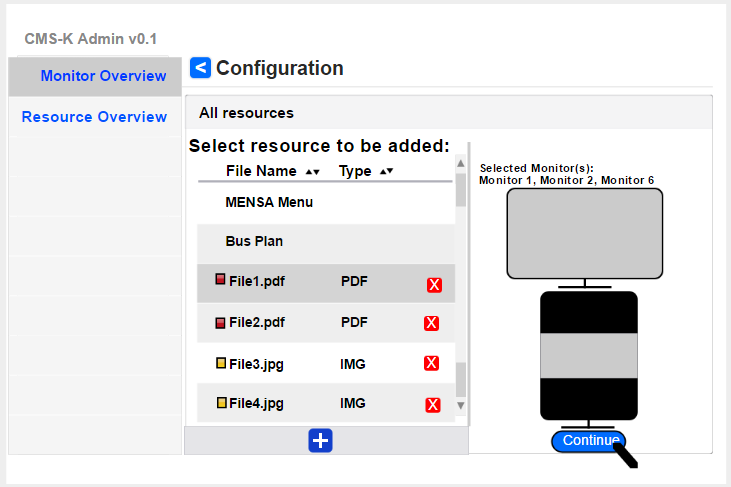 CMS-K Admin v0.1
Monitor Overview
Resource Overview
< Configuration
All resources
Select resource to be added:
File Name Type
MENSA Menu
Bus Plan
File1.pdf PDF X
File2.pdf PDF X
File3.jpg IMG X
File4.jpg IMG X
+
Selected Monitor(s):
Monitor 1, Monitor 2, Monitor 6
Continue